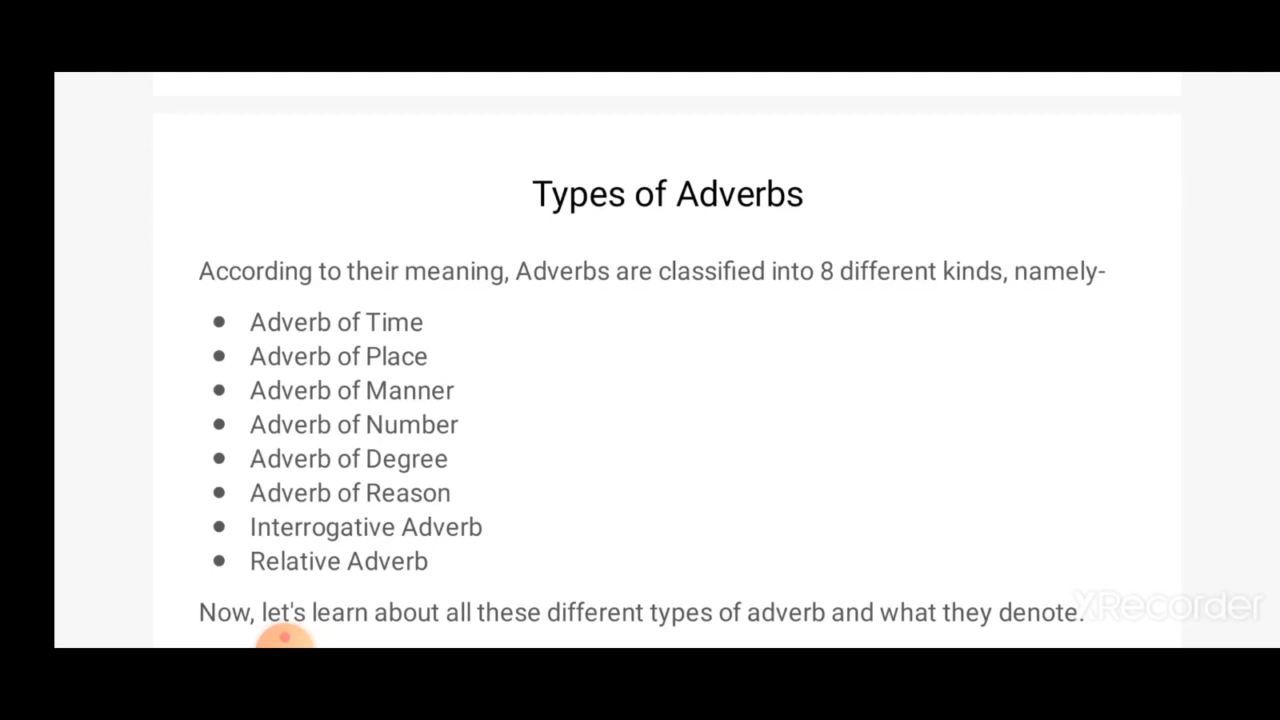 Types of Adverbs
According to their meaning, Adverbs are classified into 8 different kinds, namely-
● Adverb of Time
● Adverb of Place
● Adverb of Manner
● Adverb of Number
● Adverb of Degree
● Adverb of Reason
● Interrogative Adverb
● Relative Adverb
Now, let's learn about all these different types of adverb and what they denote.
XRecorder